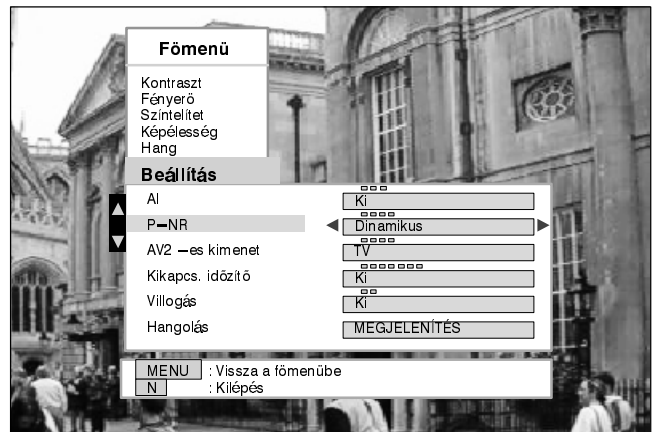 Fömenü
Kontraszt
Fényerö
Színtelítet
Képélesség
Hang
Beállítás
AI Ki
P–NR Dinamikus
AV2 –es kimenet TV
Kikapcs. időzítő Ki
Villogás Ki
Hangolás MEGJELENÍTÉS
MENU : Vissza a fömenübe
N : Kilépés